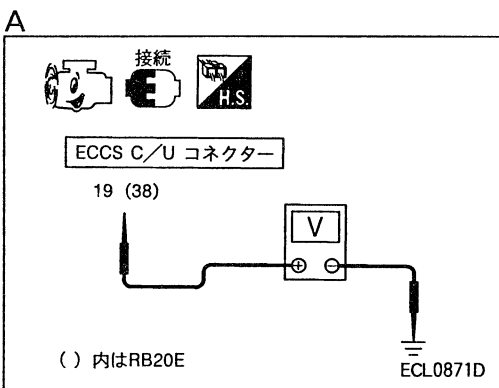 A
接続
H.S.
ECCS C／U コネクター
19 (38)
V
⊕ ⊖
( ) 内はRB20E
ECL0871D